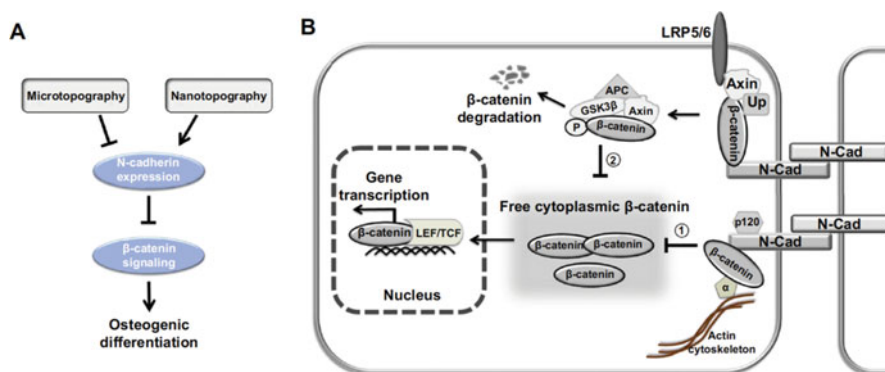 A
Microtopography
Nanotopography
N-cadherin
expression
β-catenin
signaling
Osteogenic
differentiation
B
LRP5/6
Axin
Up
β-catenin
N-Cad
N-Cad
APC
GSK3β
Axin
P
β-catenin
β-catenin
degradation
②
Gene
transcription
β-catenin
LEF/TCF
Nucleus
Free cytoplasmic β-catenin
β-catenin
β-catenin
β-catenin
①
p120
N-Cad
N-Cad
β-catenin
α
Actin
cytoskeleton